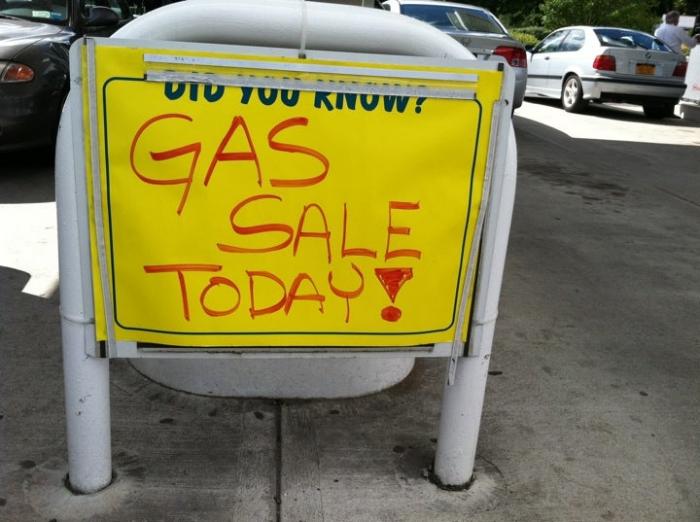 DID YOU KNOW?
GAS
SALE
TODAY!